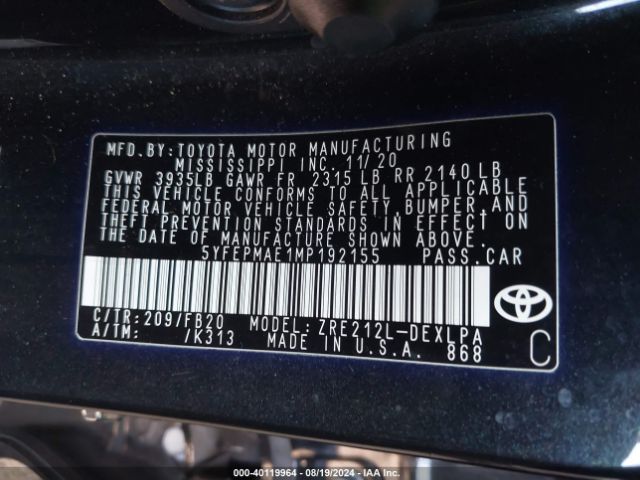 MFD. BY: TOYOTA MOTOR MANUFACTURING
MISSISSIPPI, INC. 11/20
GVWR 3935LB GAWR FR 2315 LB RR 2140 LB
THIS VEHICLE CONFORMS TO ALL APPLICABLE
FEDERAL MOTOR VEHICLE SAFETY, BUMPER, AND
THEFT PREVENTION STANDARDS IN EFFECT ON
THE DATE OF MANUFACTURE SHOWN ABOVE.
5YFEPMAE1MP192155 PASS. CAR
C/TR: 209/FB20 MODEL: ZRE212L-DEXLPA
A/TM: /K313 MADE IN U.S.A. 868 C
000-40119964 - 08/19/2024 - IAA Inc.